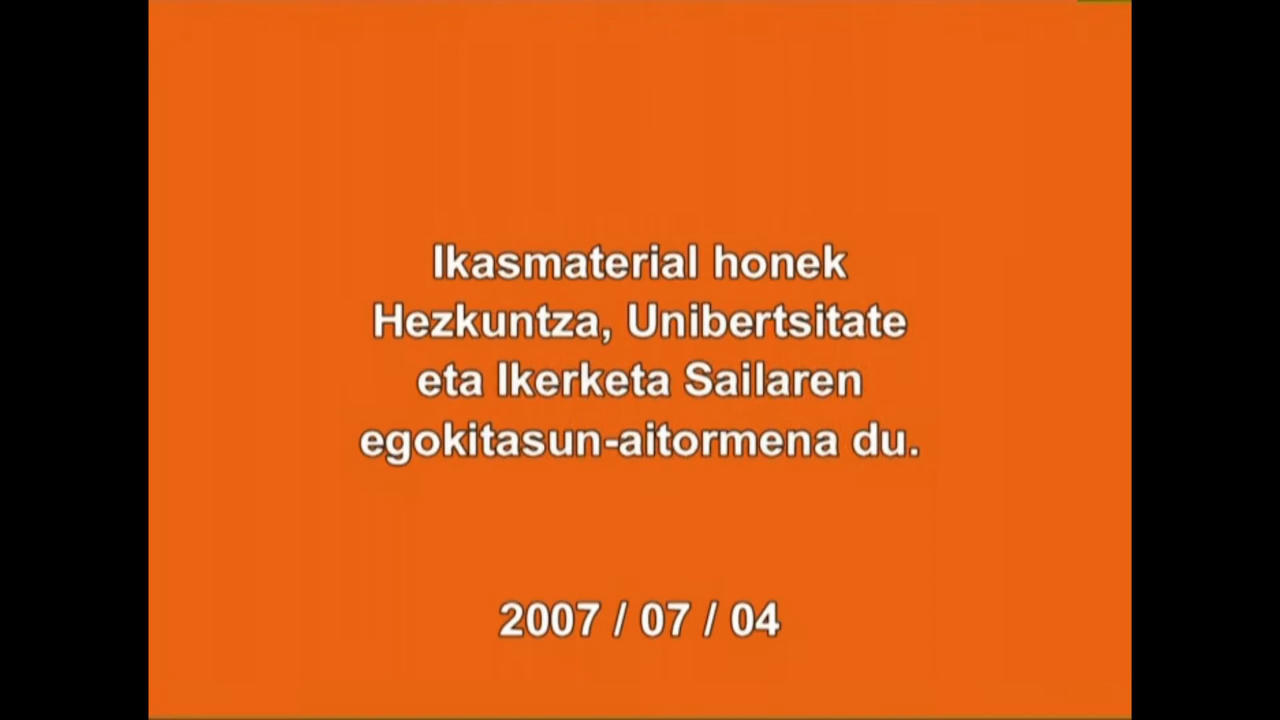 Ikasmaterial honek
Hezkuntza, Unibertsitate
eta Ikerketa Sailaren
egokitasun-aitormena du.
2007 / 07 / 04